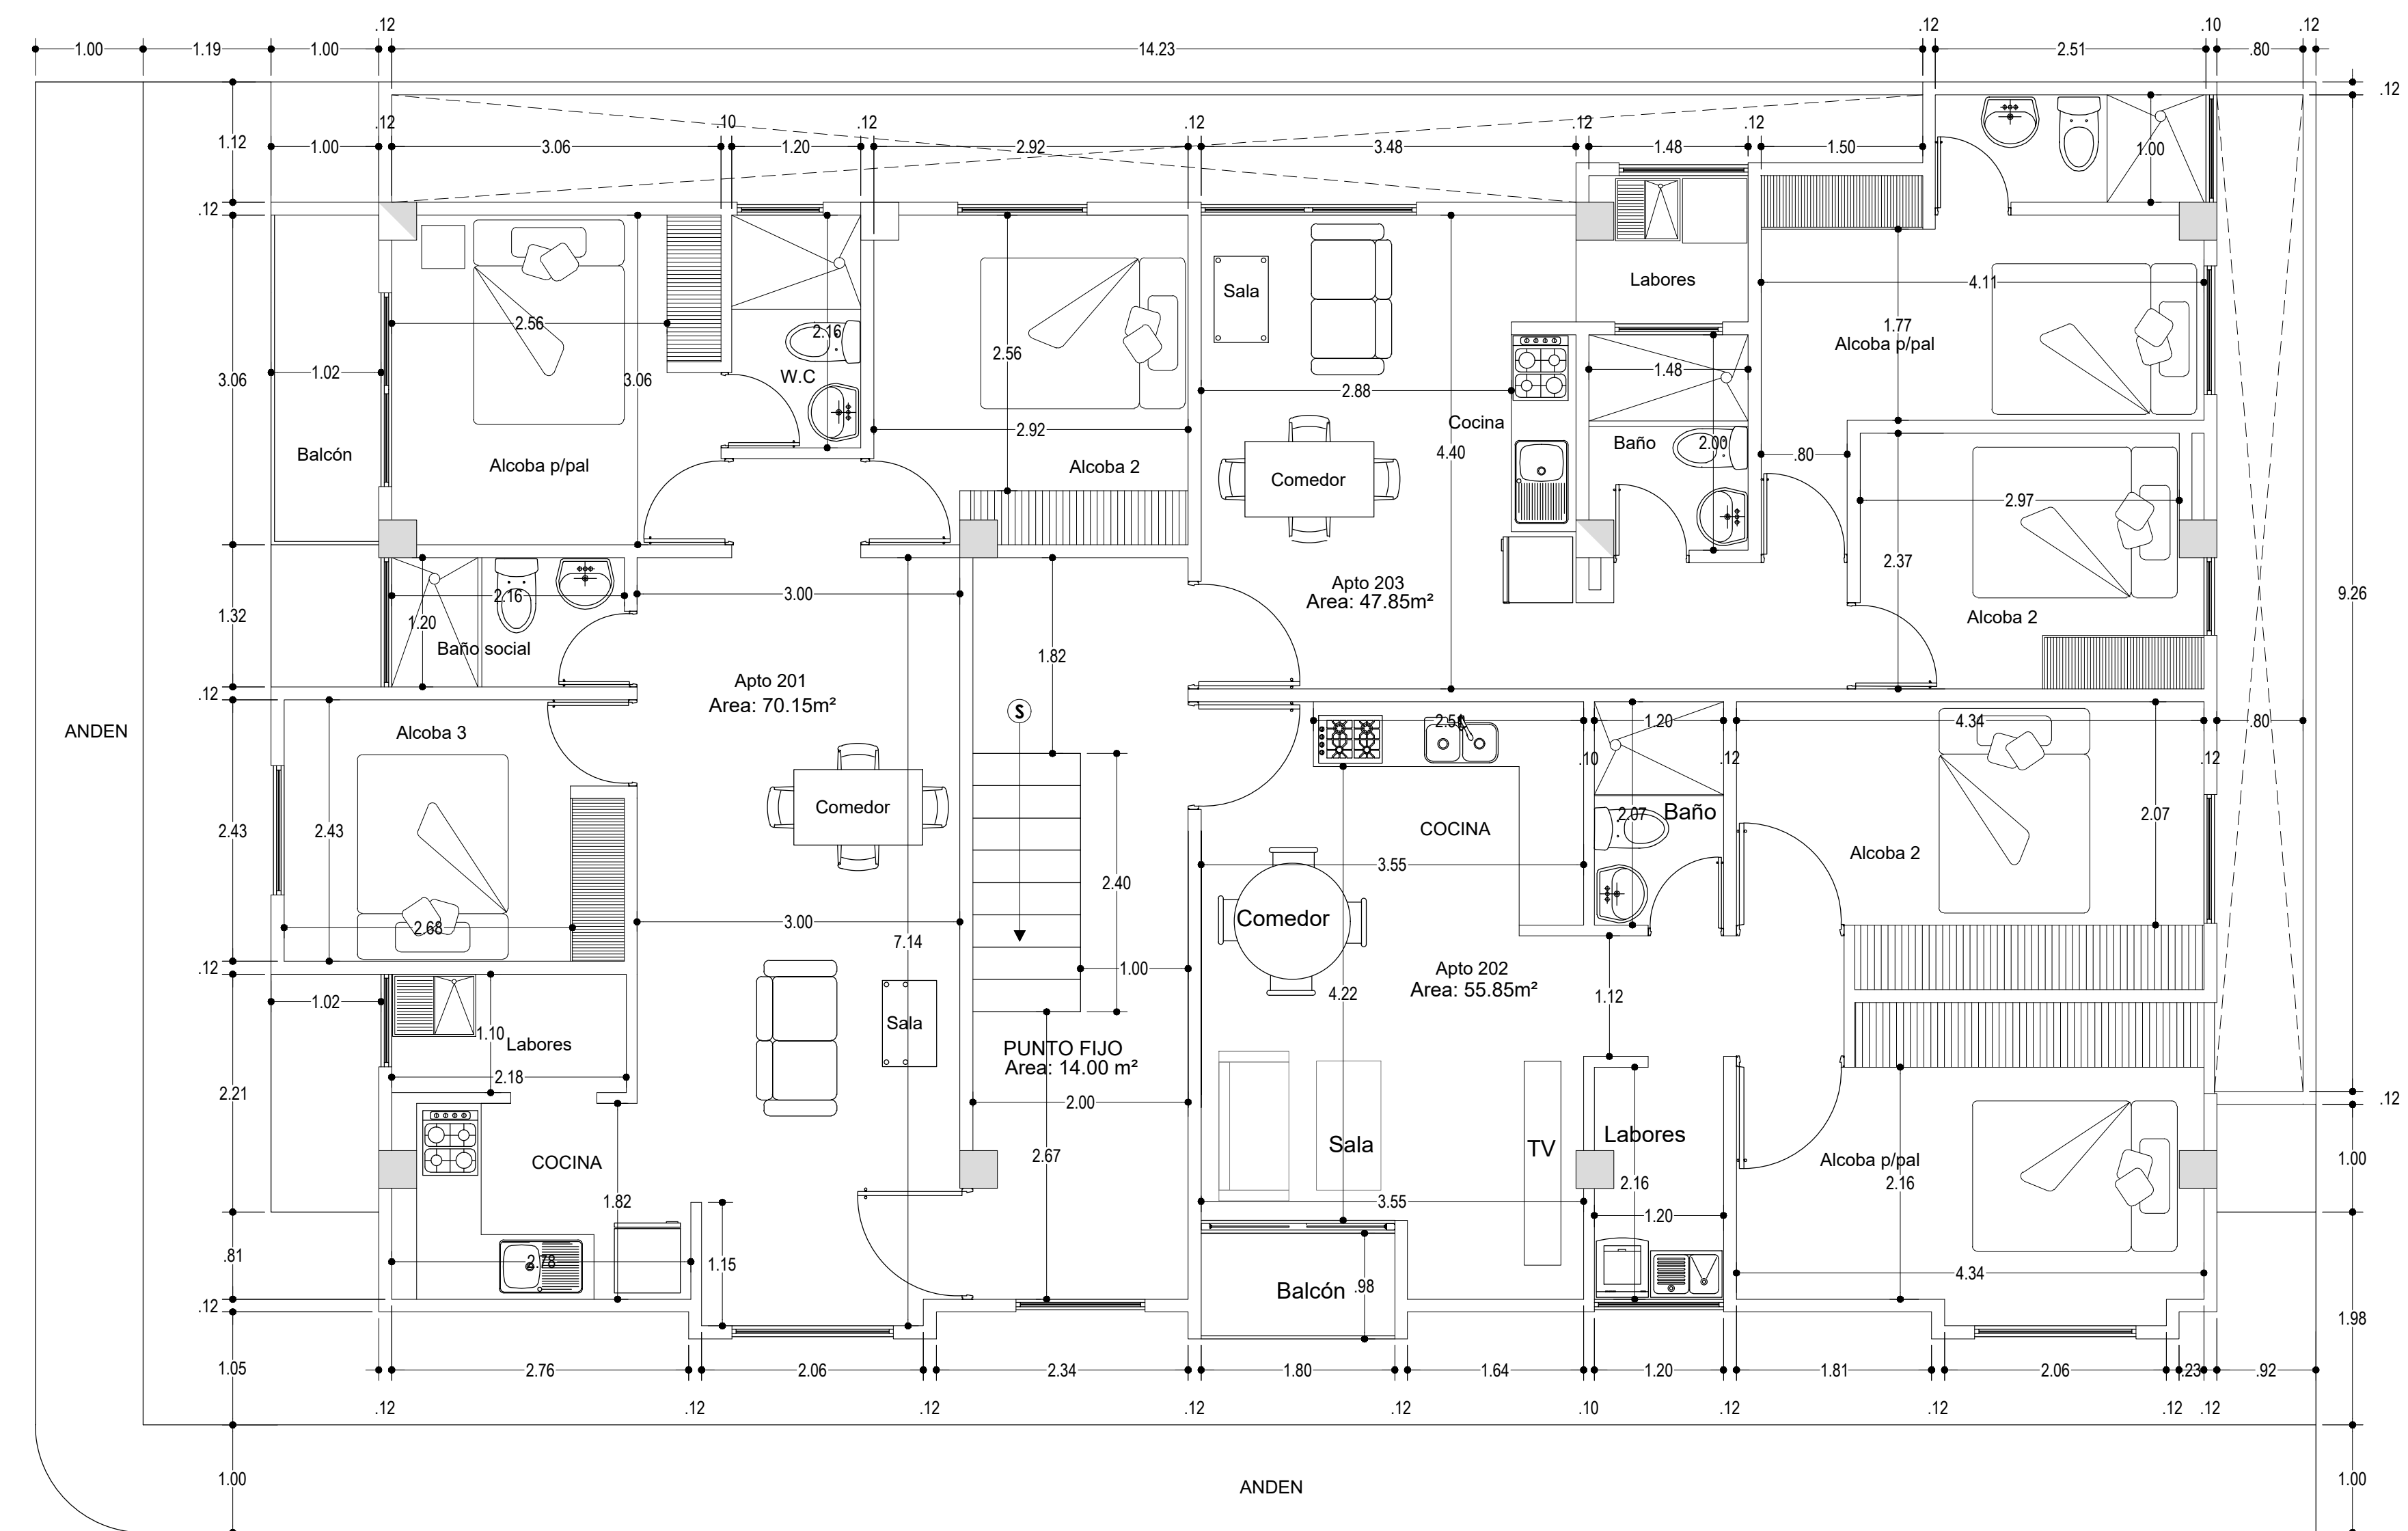 .12 .12 .10 .12
1.00 1.19 1.00 14.23 2.51 .80
.12
.12 .10 .12 .12 .12 .12
1.12 1.00 3.06 1.20 2.92 3.48 1.48 1.50 1.00
.12
Labores 4.11
Sala
2.56 2.16 1.77
Alcoba p/pal
2.56
3.06 1.02 3.06 W.C 1.48
2.88
Cocina
2.92 Baño 2.00
Balcón 4.40 .80
Alcoba p/pal Alcoba 2
Comedor
2.97
2.37
Apto 203
2.16 3.00 Area: 47.85m² 9.26
1.32 1.20 Alcoba 2
Baño social 1.82
Apto 201
.12 Area: 70.15m²
S
ANDEN Alcoba 3 1.20 4.34 .80
.10 .12 .12
Comedor 2.07 Baño 2.07
2.43 2.43 COCINA
Alcoba 2
3.55
2.40
3.00 Comedor
2.68 7.14
.12 1.00 Apto 202
Area: 55.85m²
1.02 4.22 1.12
Sala
1.10 Labores PUNTO FIJO
Area: 14.00 m²
2.18
2.21 2.00 .12
Labores
Sala TV
COCINA 2.67 Alcoba p/pal 1.00
2.16 2.16
1.82 3.55
1.20
.81 2.78 1.15 4.34
Balcón .98
.12
1.98
1.05 2.76 2.06 2.34 1.80 1.64 1.20 1.81 2.06 .23 .92
.12 .12 .12 .12 .12 .10 .12 .12 .12 .12
1.00 1.00
ANDEN